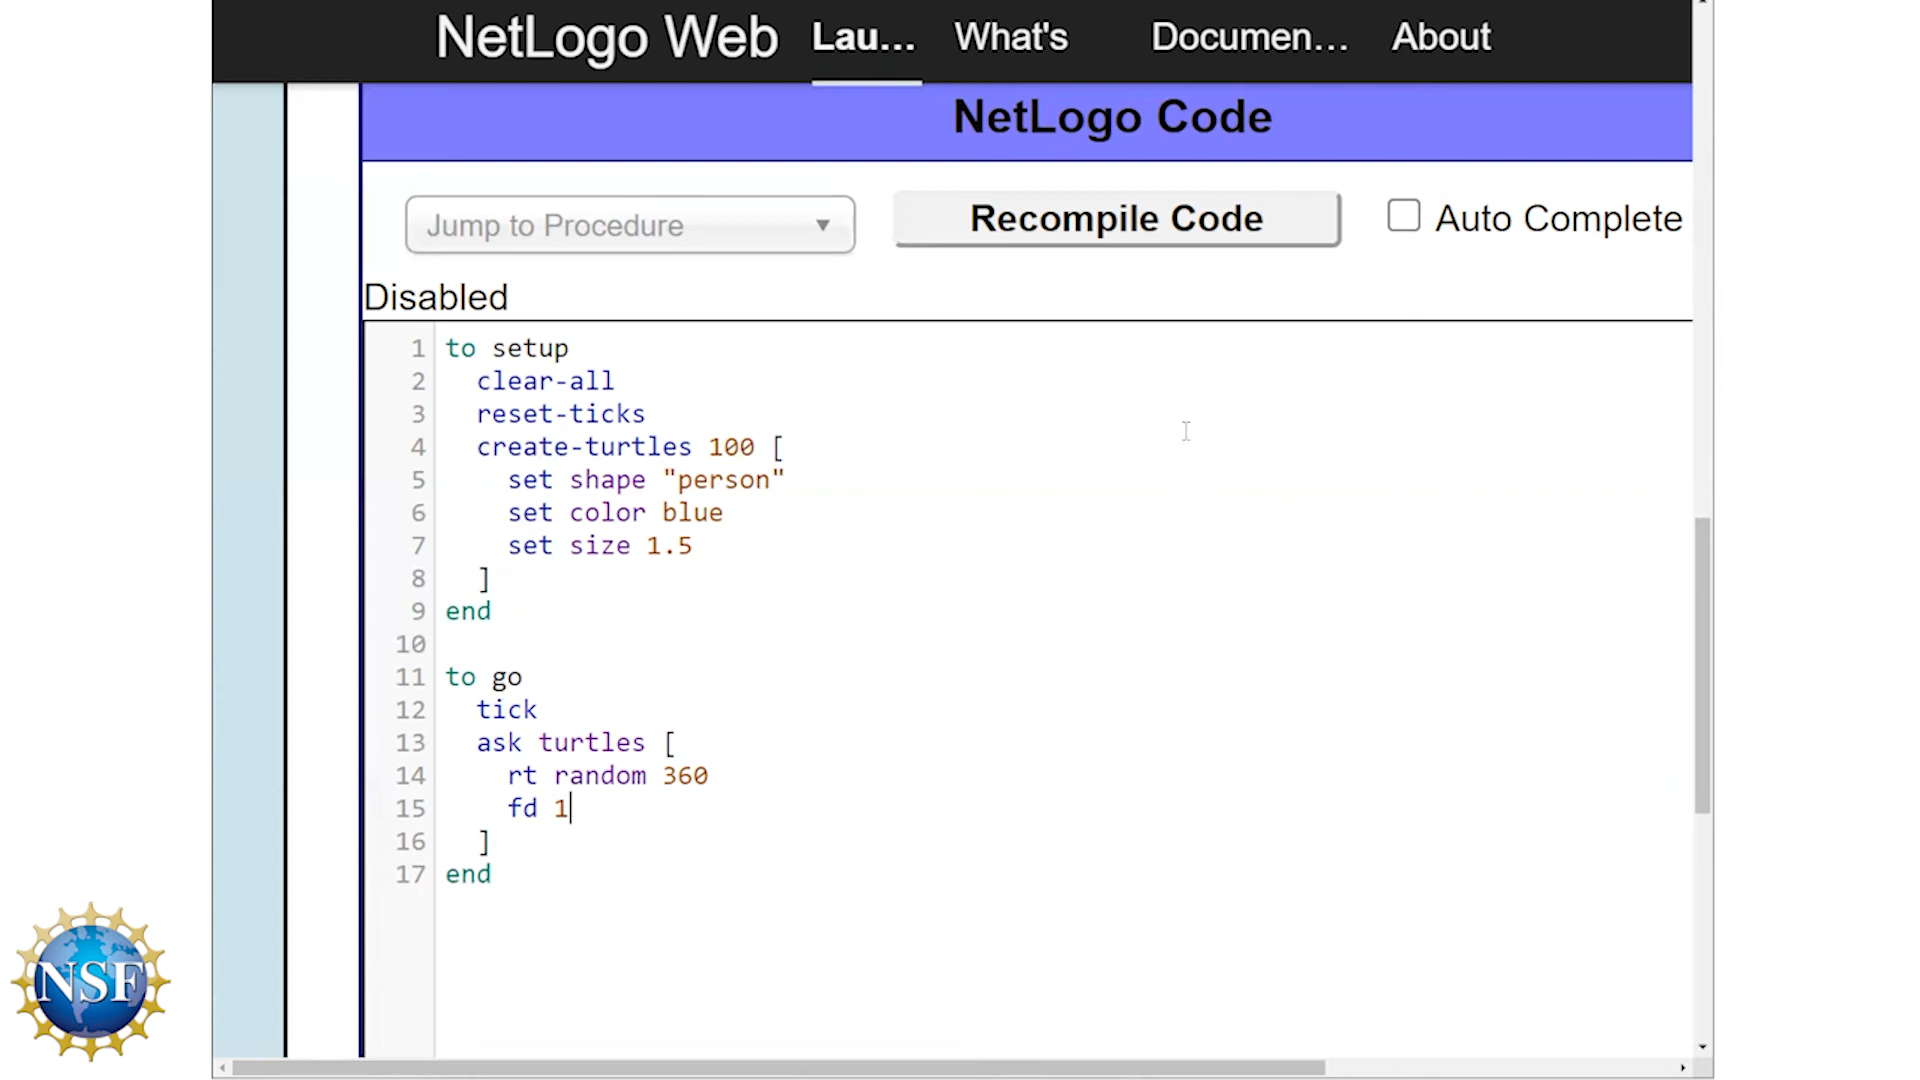 NetLogo Web Lau... What's Documen... About
NetLogo Code
Jump to Procedure Recompile Code Auto Complete
Disabled
1 to setup
2 clear-all
3 reset-ticks
4 create-turtles 100 [
5 set shape "person"
6 set color blue
7 set size 1.5
8 ]
9 end
10
11 to go
12 tick
13 ask turtles [
14 rt random 360
15 fd 1
16 ]
17 end
NSF